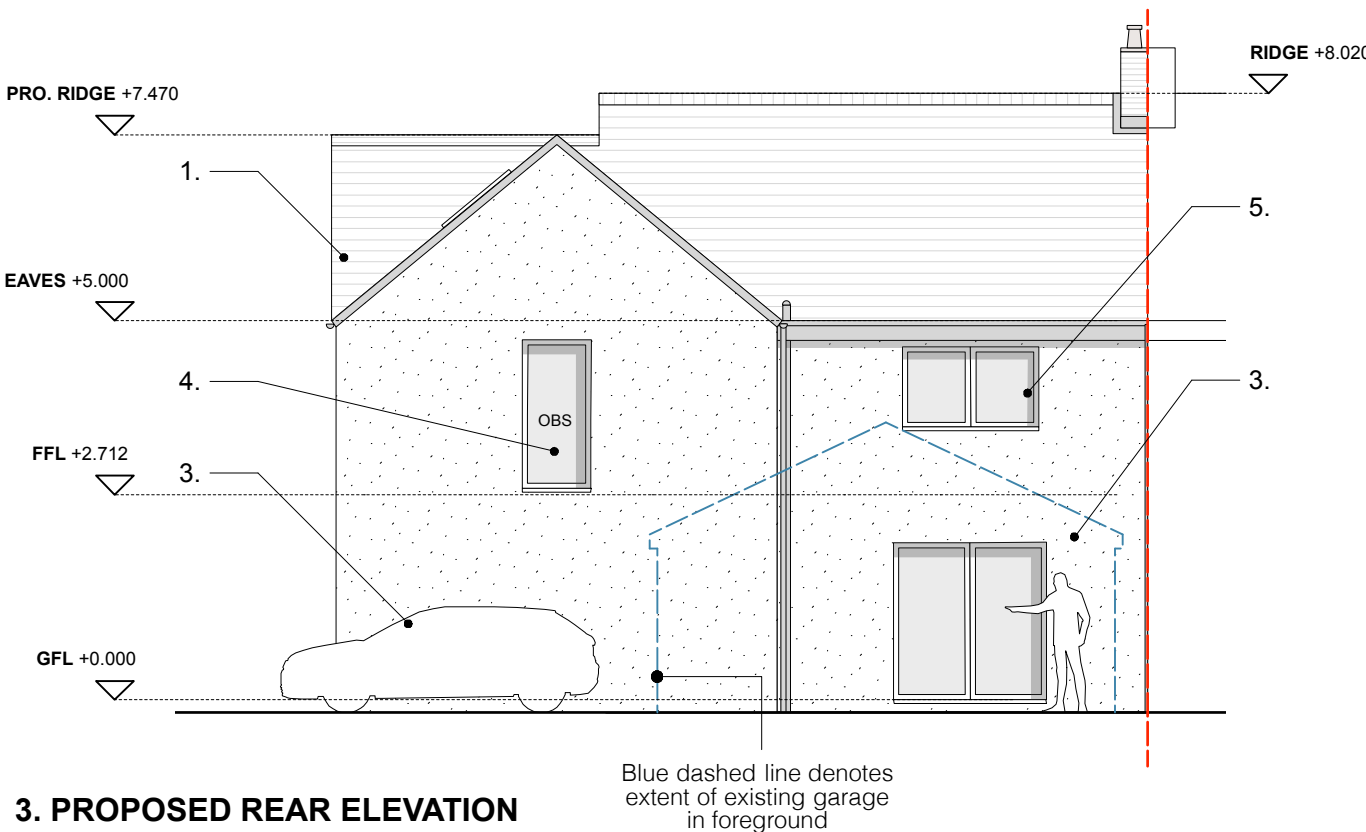 RIDGE +8.020
PRO. RIDGE +7.470
1.
5.
EAVES +5.000
4.
3.
OBS
FFL +2.712
3.
GFL +0.000
Blue dashed line denotes
extent of existing garage
in foreground
3. PROPOSED REAR ELEVATION